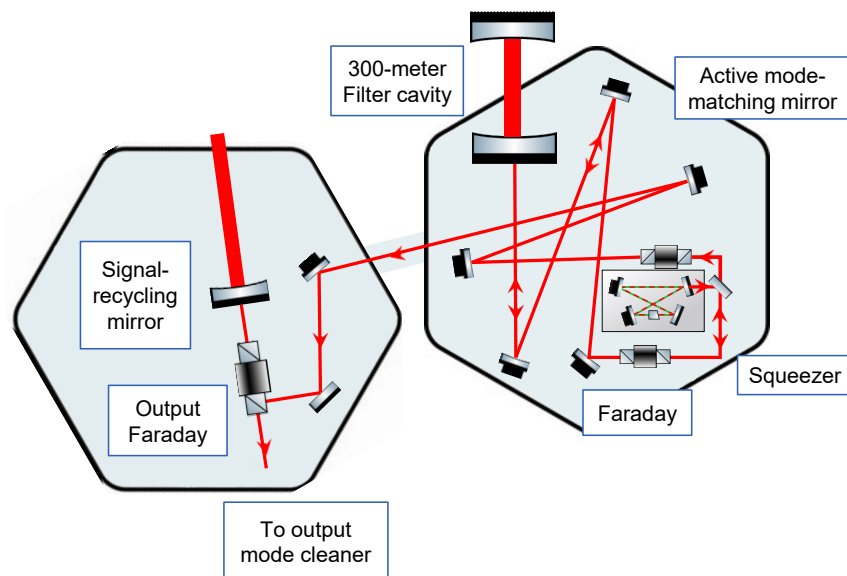 300-meter
Filter cavity
Active mode-
matching mirror
Signal-
recycling
mirror
Output
Faraday
Squeezer
Faraday
To output
mode cleaner